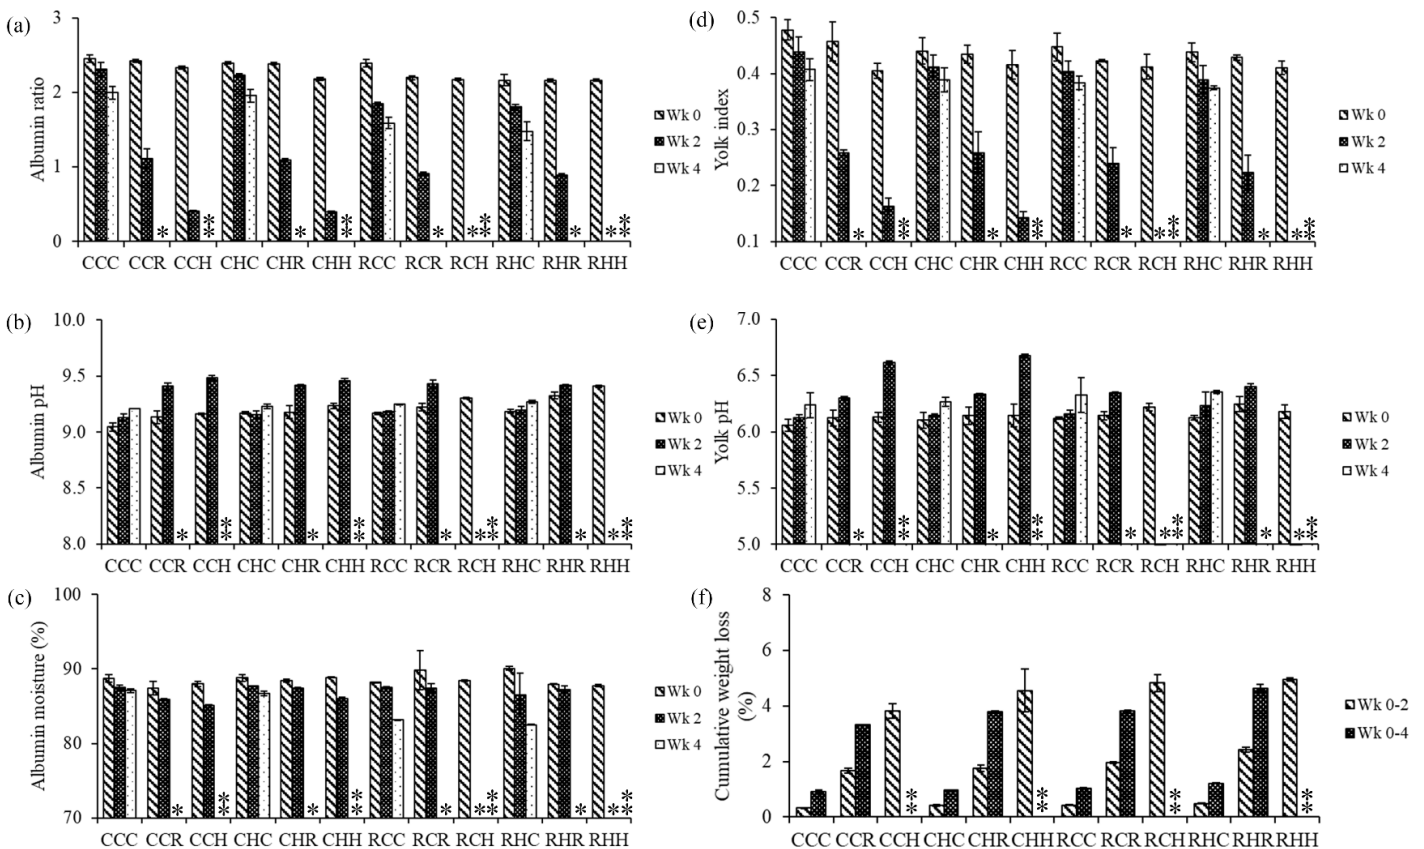 (a)
Albumin ratio
3
2
1
0
* ** * ** * * ** * * **
CCC CCR CCH CHC CHR CHH RCC RCR RCH RHC RHR RHH
Wk 0
Wk 2
Wk 4
(d)
Yolk index
0.5
0.4
0.3
0.2
0.1
* ** * ** * * ** * * **
CCC CCR CCH CHC CHR CHH RCC RCR RCH RHC RHR RHH
Wk 0
Wk 2
Wk 4
(b)
Albumin pH
10.0
9.5
9.0
8.5
8.0
* ** * ** * * ** * * **
CCC CCR CCH CHC CHR CHH RCC RCR RCH RHC RHR RHH
Wk 0
Wk 2
Wk 4
(e)
Yolk pH
7.0
6.5
6.0
5.5
5.0
* ** * ** * * ** * * **
CCC CCR CCH CHC CHR CHH RCC RCR RCH RHC RHR RHH
Wk 0
Wk 2
Wk 4
(c)
Albumin moisture (%)
100
90
80
70
* ** * ** * * ** * * **
CCC CCR CCH CHC CHR CHH RCC RCR RCH RHC RHR RHH
Wk 0
Wk 2
Wk 4
(f)
Cumulative weight loss
(%)
8
6
4
2
0
** ** ** **
CCC CCR CCH CHC CHR CHH RCC RCR RCH RHC RHR RHH
Wk 0-2
Wk 0-4